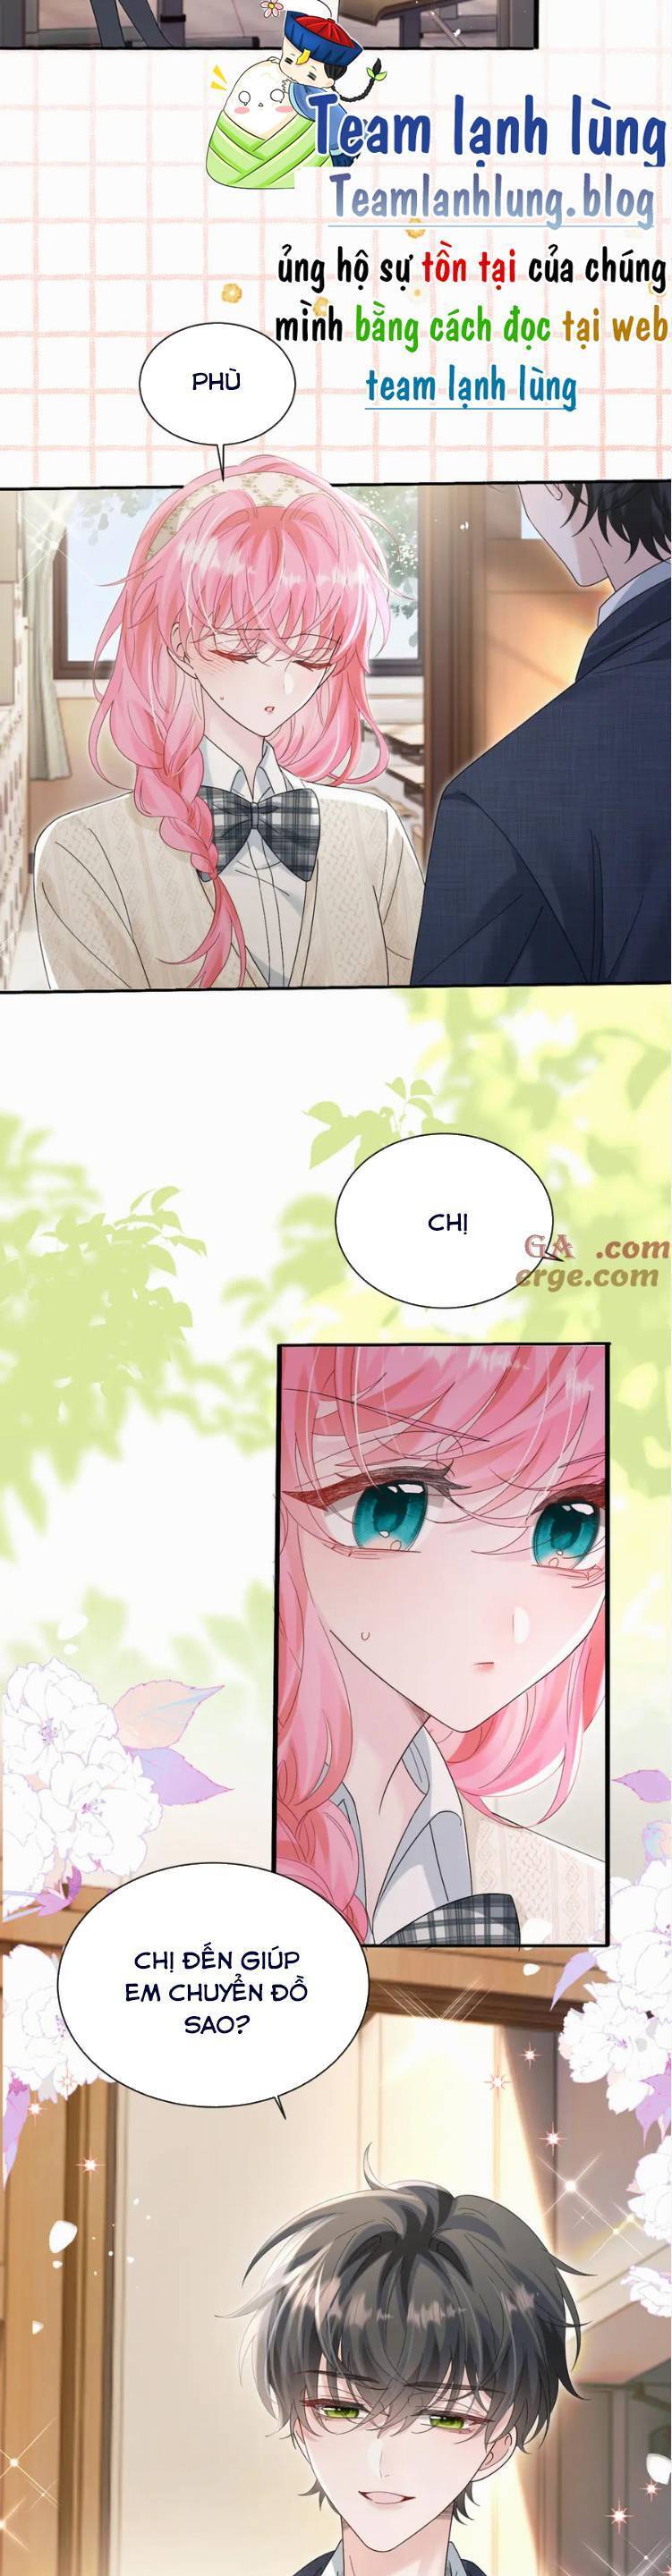 Team lạnh lùng
Teamlanhlung.blog
ủng hộ sự tồn tại của chúng
mình bằng cách đọc tại web
team lạnh lùng
PHÙ
CHỊ
GA .com
erge.com
CHỊ ĐẾN GIÚP
EM CHUYỂN ĐỒ
SAO?